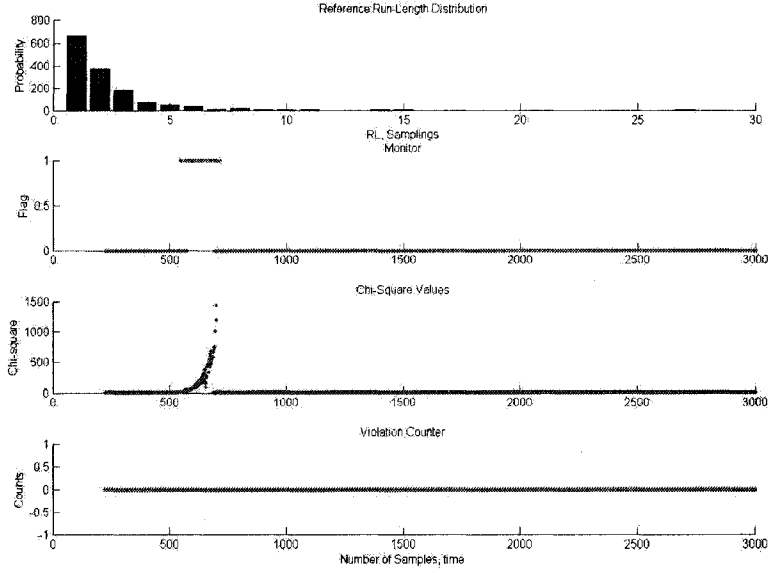 Reference Run-Length Distribution
800
600
400
200
0
Probability
0 5 10 15 20 25 30
RL, Samplings
Monitor
1
0.5
0
Flag
0 500 1000 1500 2000 2500 3000
Chi-Square Values
1500
1000
500
0
Chi-square
0 500 1000 1500 2000 2500 3000
Violation Counter
1
0.5
0
-0.5
-1
Counts
0 500 1000 1500 2000 2500 3000
Number of Samples, time